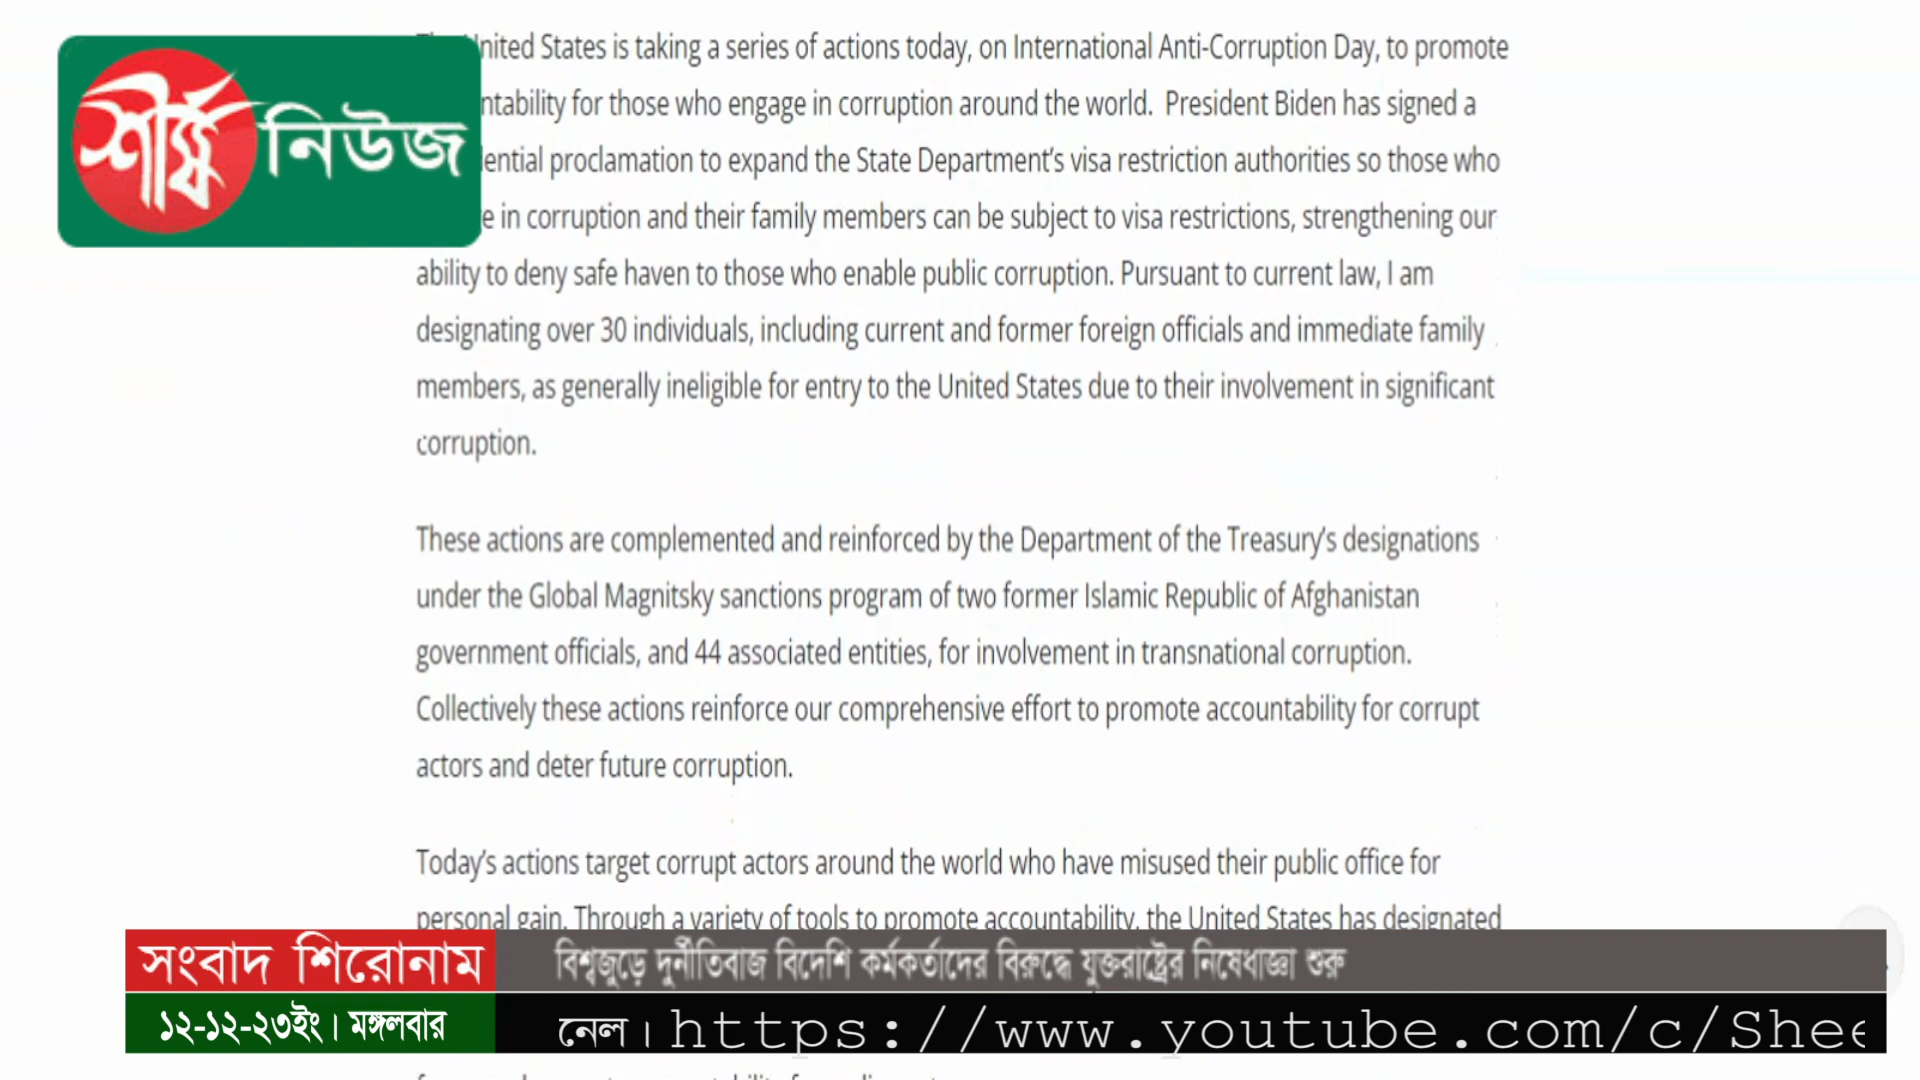 শীর্ষ নিউজ
United States is taking a series of actions today, on International Anti-Corruption Day, to promote
ntability for those who engage in corruption around the world. President Biden has signed a
ential proclamation to expand the State Department's visa restriction authorities so those who
e in corruption and their family members can be subject to visa restrictions, strengthening our
ability to deny safe haven to those who enable public corruption. Pursuant to current law, I am
designating over 30 individuals, including current and former foreign officials and immediate family
members, as generally ineligible for entry to the United States due to their involvement in significant
corruption.
These actions are complemented and reinforced by the Department of the Treasury's designations
under the Global Magnitsky sanctions program of two former Islamic Republic of Afghanistan
government officials, and 44 associated entities, for involvement in transnational corruption.
Collectively these actions reinforce our comprehensive effort to promote accountability for corrupt
actors and deter future corruption.
Today's actions target corrupt actors around the world who have misused their public office for
personal gain. Through a variety of tools to promote accountability, the United States has designated
সংবাদ শিরোনাম
বিশ্বজুড়ে দুর্নীতিবাজ বিদেশি কর্মকর্তাদের বিরুদ্ধে যুক্তরাষ্ট্রের নিষেধাজ্ঞা শুরু
১২-১২-২৩ইং। মঙ্গলবার
নেল। https://www.youtube.com/c/Shee